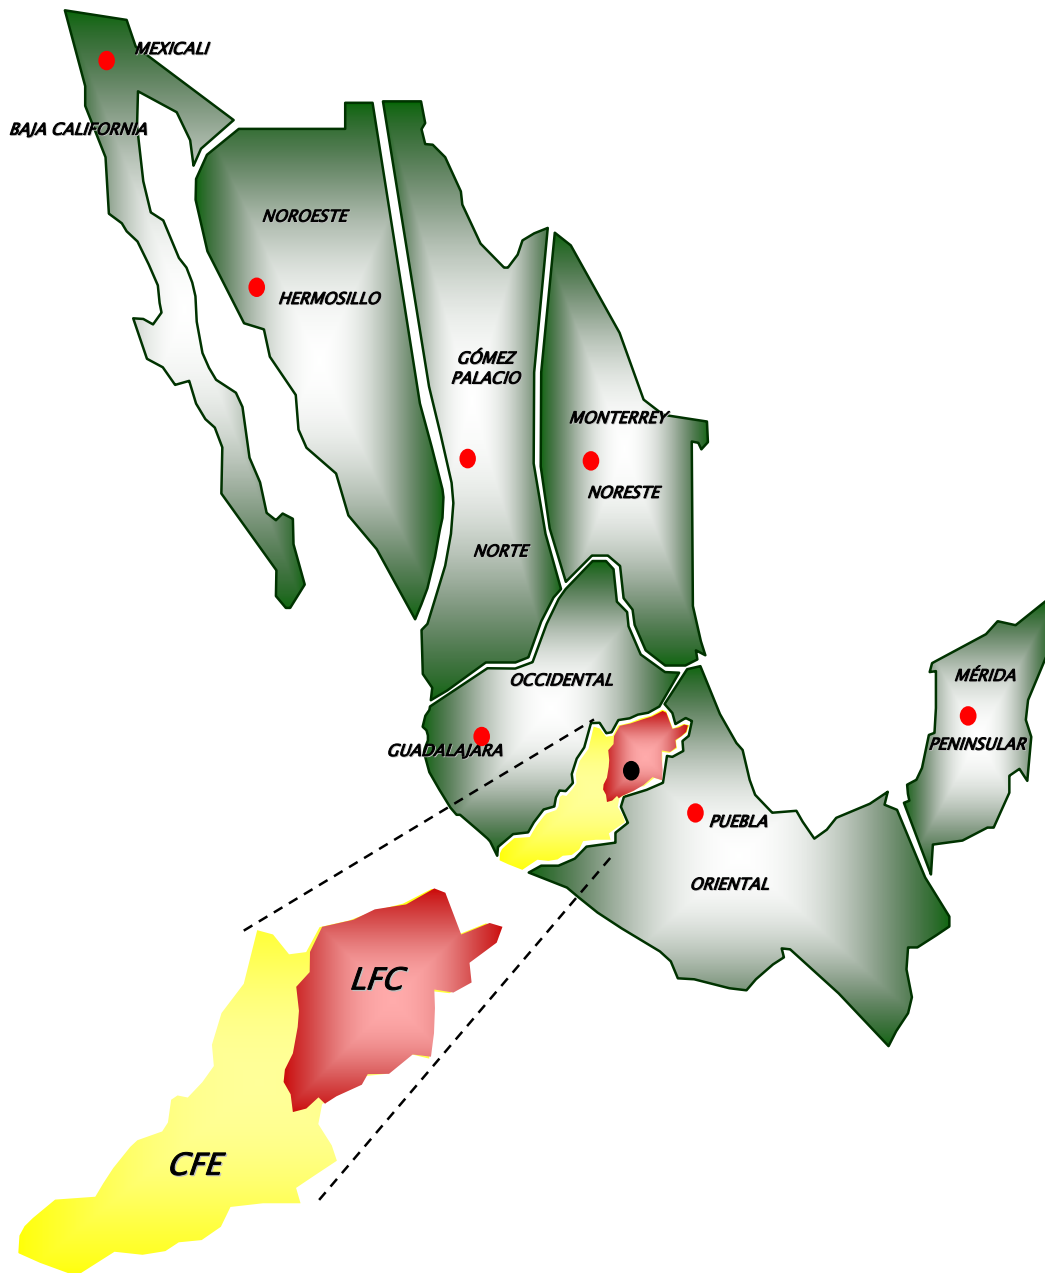 MEXICALI
BAJA CALIFORNIA
NOROESTE
HERMOSILLO
GÓMEZ
PALACIO
MONTERREY
NORESTE
NORTE
OCCIDENTAL
MÉRIDA
GUADALAJARA
PENINSULAR
PUEBLA
ORIENTAL
LFC
CFE